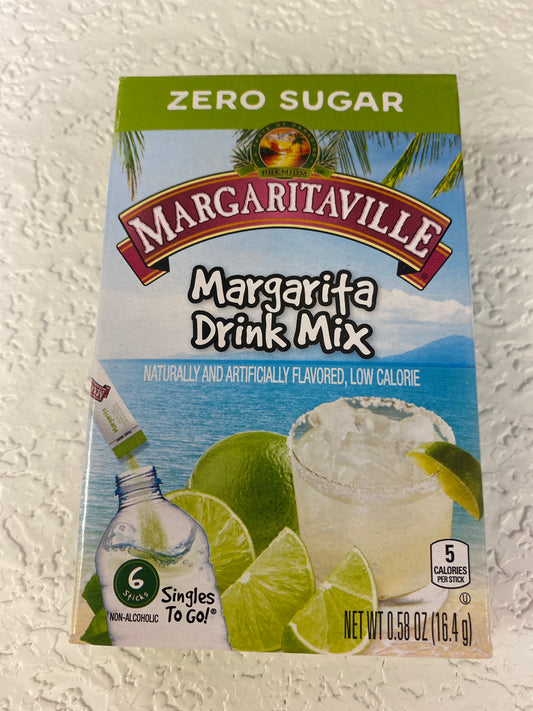 ZERO SUGAR
PREMIUM
MARGARITAVILLE®
Margarita
Drink Mix
NATURALLY AND ARTIFICIALLY FLAVORED, LOW CALORIE
Margarita
6
Sticks
Singles
To Go!®
NON-ALCOHOLIC
5
CALORIES
PER STICK
U
NET WT 0.58 OZ (16.4 g)